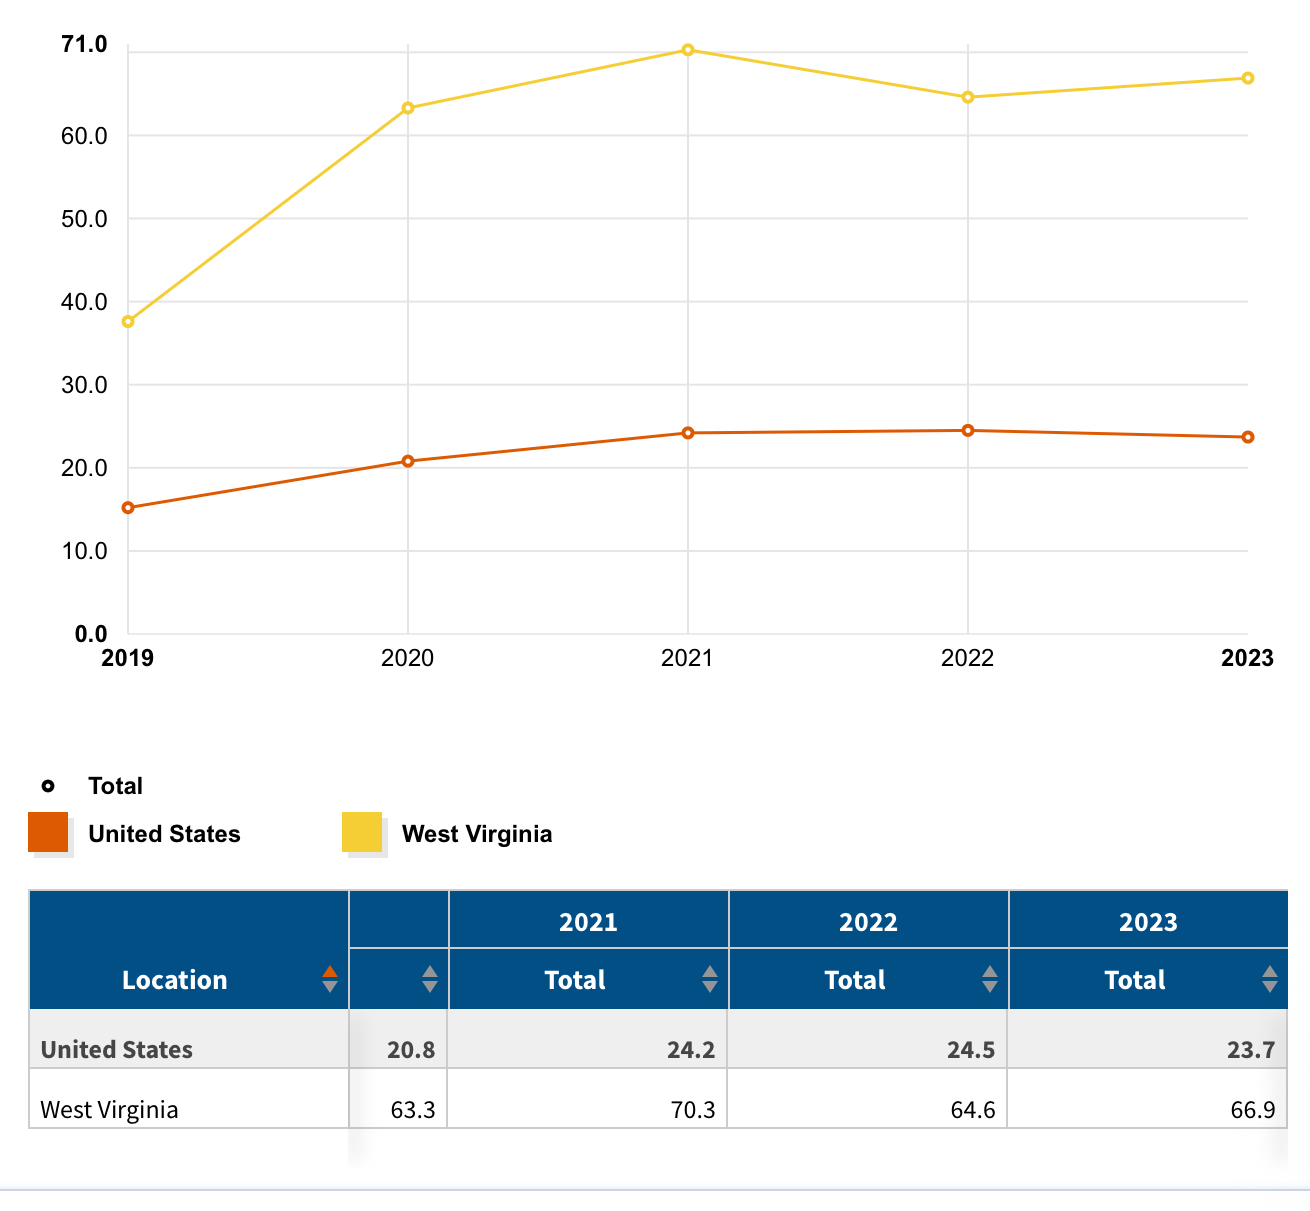 71.0
60.0
50.0
40.0
30.0
20.0
10.0
0.0
2019 2020 2021 2022 2023
Total
United States West Virginia
2021 2022 2023
Location Total Total Total
United States 20.8 24.2 24.5 23.7
West Virginia 63.3 70.3 64.6 66.9